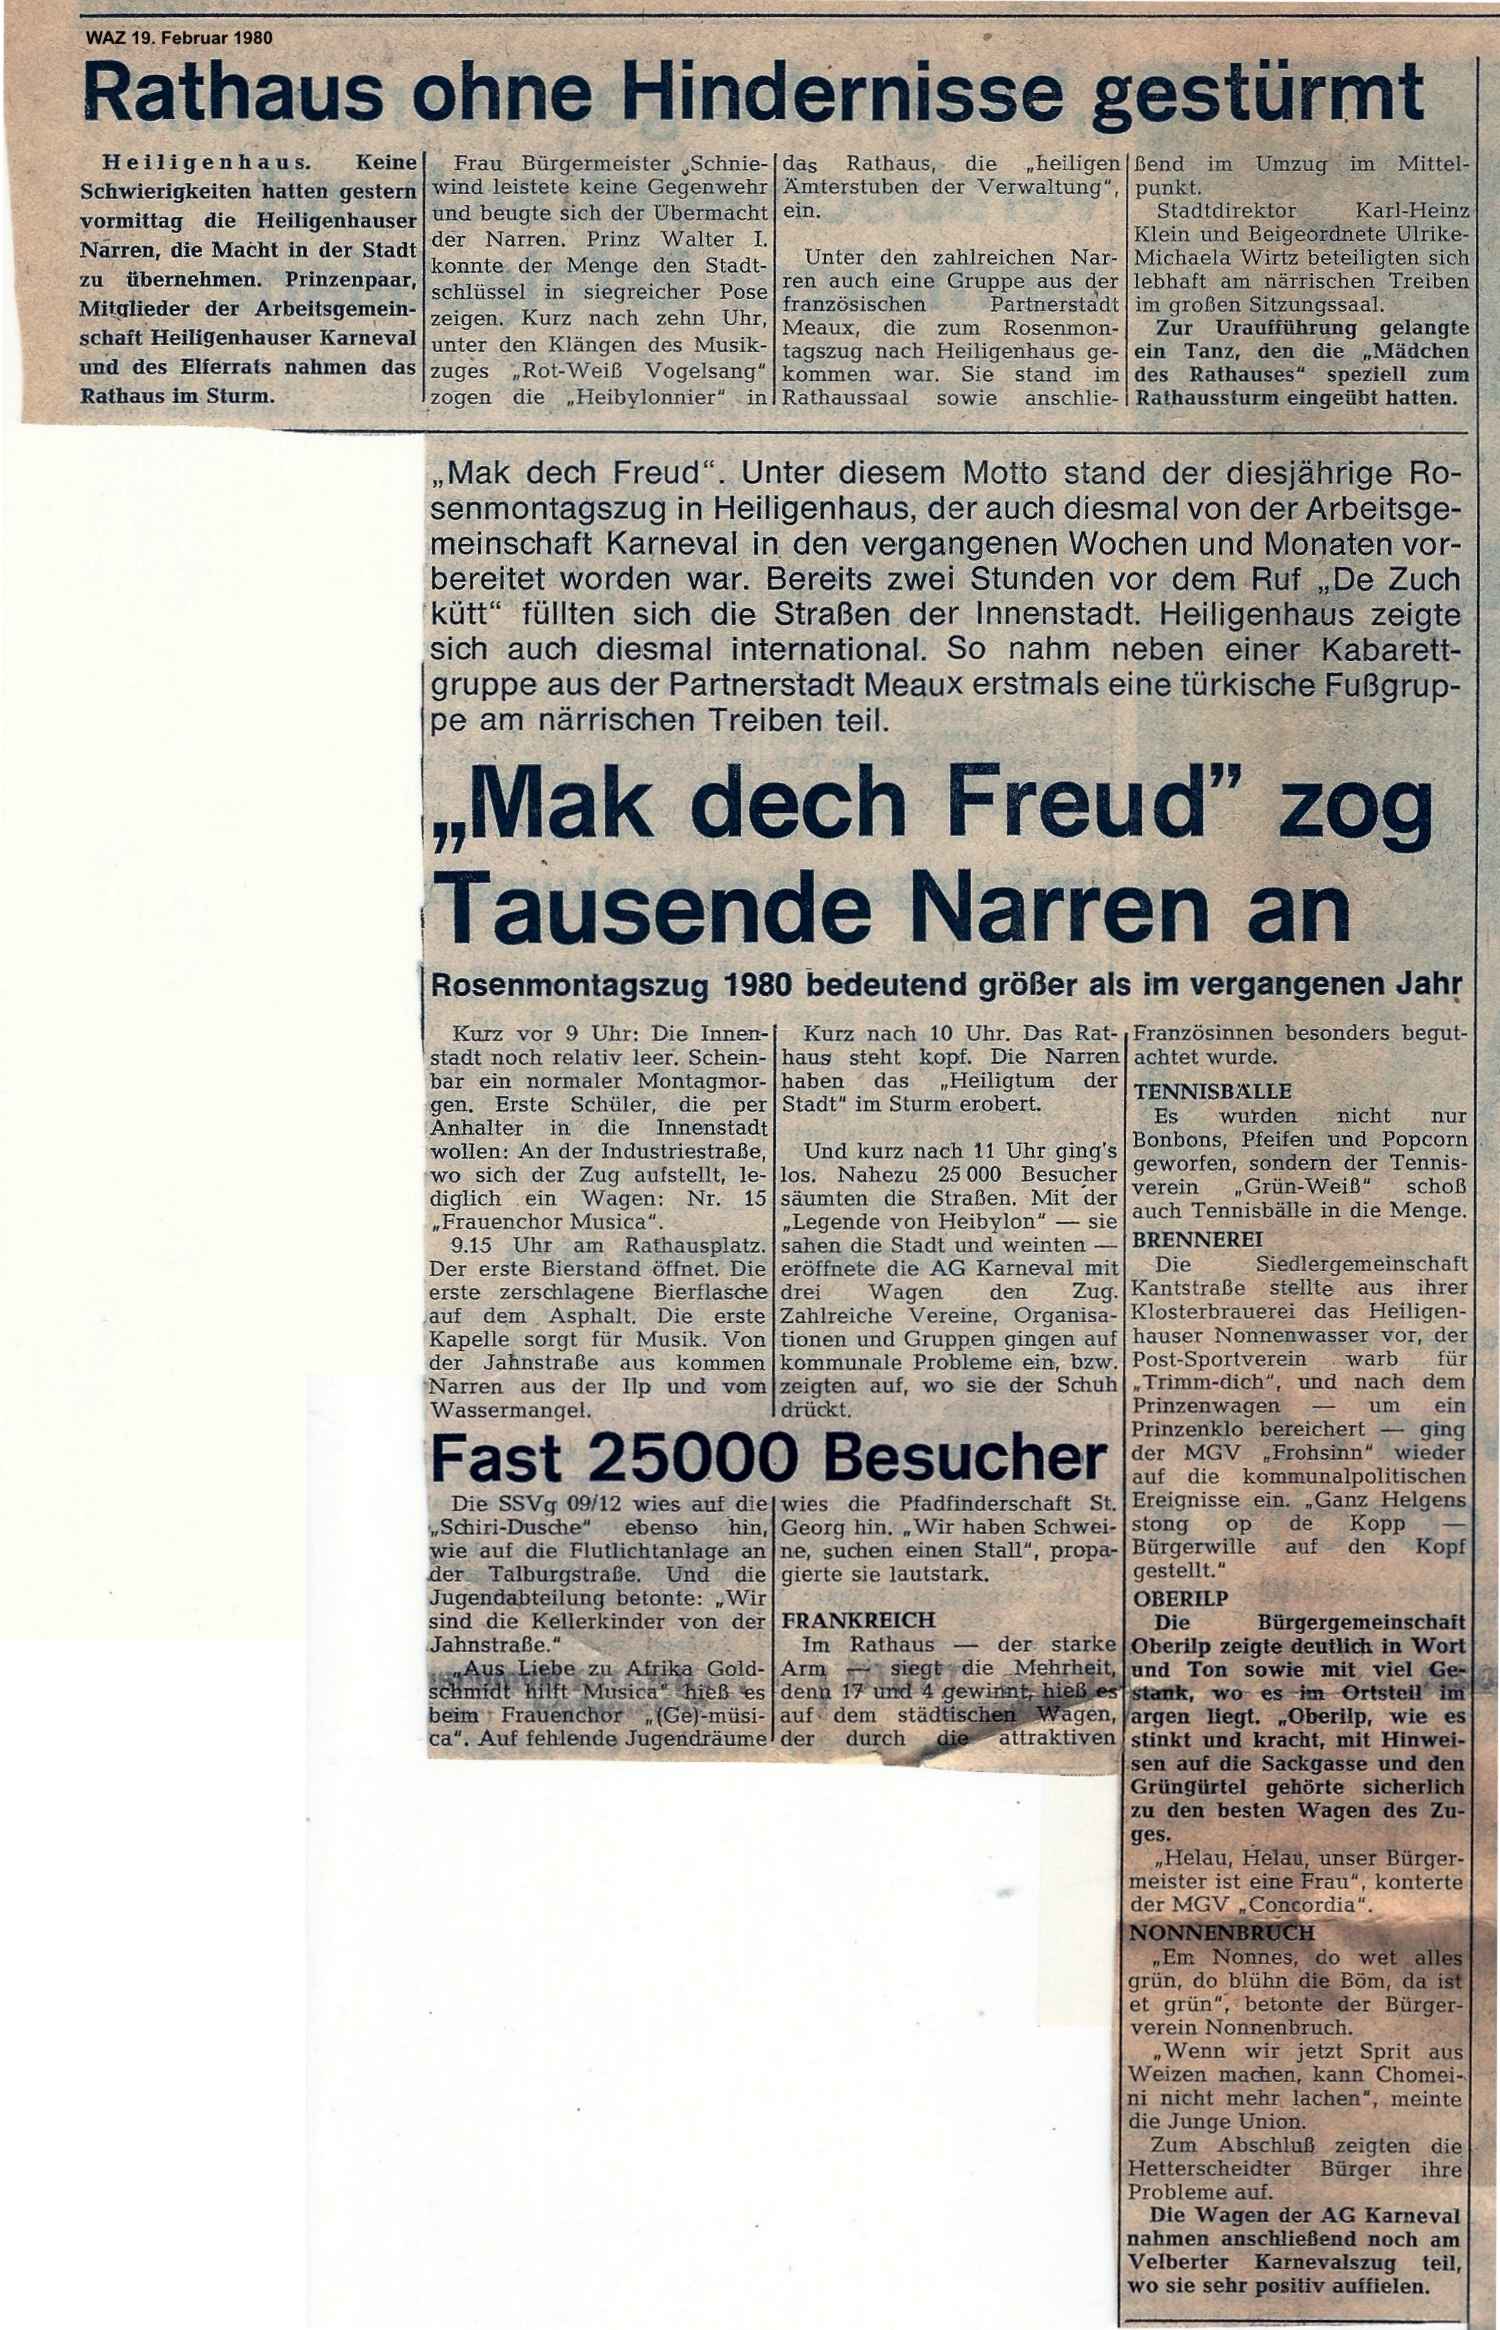 WAZ 19. Februar 1980
Rathaus ohne Hindernisse gestürmt
Heiligenhaus. Keine
Schwierigkeiten hatten gestern
vormittag die Heiligenhauser
Narren, die Macht in der Stadt
zu übernehmen. Prinzenpaar,
Mitglieder der Arbeitsgemein-
schaft Heiligenhauser Karneval
und des Elferrats nahmen das
Rathaus im Sturm.
Frau Bürgermeister Schnie-
wind leistete keine Gegenwehr
und beugte sich der Übermacht
der Narren. Prinz Walter I.
konnte der Menge den Stadt-
schlüssel in siegreicher Pose
zeigen. Kurz nach zehn Uhr,
unter den Klängen des Musik-
zuges „Rot-Weiß Vogelsang"
zogen die „Heibylonnier" in
das Rathaus, die „heiligen
Ämterstuben der Verwaltung",
ein.
Unter den zahlreichen Nar-
ren auch eine Gruppe aus der
französischen Partnerstadt
Meaux, die zum Rosenmon-
tagszug nach Heiligenhaus ge-
kommen war. Sie stand im
Rathaussaal sowie anschlie-
ßend im Umzug im Mittel-
punkt.
Stadtdirektor Karl-Heinz
Klein und Beigeordnete Ulrike-
Michaela Wirtz beteiligten sich
lebhaft am närrischen Treiben
im großen Sitzungssaal.
Zur Uraufführung gelangte
ein Tanz, den die „Mädchen
des Rathauses" speziell zum
Rathaussturm eingeübt hatten.
„Mak dech Freud". Unter diesem Motto stand der diesjährige Ro-
senmontagszug in Heiligenhaus, der auch diesmal von der Arbeitsge-
meinschaft Karneval in den vergangenen Wochen und Monaten vor-
bereitet worden war. Bereits zwei Stunden vor dem Ruf „De Zuch
kütt" füllten sich die Straßen der Innenstadt. Heiligenhaus zeigte
sich auch diesmal international. So nahm neben einer Kabarett-
gruppe aus der Partnerstadt Meaux erstmals eine türkische Fußgrup-
pe am närrischen Treiben teil.
„Mak dech Freud" zog
Tausende Narren an
Rosenmontagszug 1980 bedeutend größer als im vergangenen Jahr
Kurz vor 9 Uhr: Die Innen-
stadt noch relativ leer. Schein-
bar ein normaler Montagmor-
gen. Erste Schüler, die per
Anhalter in die Innenstadt
wollen: An der Industriestraße,
wo sich der Zug aufstellt, le-
diglich ein Wagen: Nr. 15
„Frauenchor Musica".
9.15 Uhr am Rathausplatz.
Der erste Bierstand öffnet. Die
erste zerschlagene Bierflasche
auf dem Asphalt. Die erste
Kapelle sorgt für Musik. Von
der Jahnstraße aus kommen
Narren aus der Ilp und vom
Wassermangel.
Kurz nach 10 Uhr. Das Rat-
haus steht kopf. Die Narren
haben das „Heiligtum der
Stadt" im Sturm erobert.
Und kurz nach 11 Uhr ging's
los. Nahezu 25 000 Besucher
säumten die Straßen. Mit der
„Legende von Heibylon" — sie
sahen die Stadt und weinten —
eröffnete die AG Karneval mit
drei Wagen den Zug.
Zahlreiche Vereine, Organisa-
tionen und Gruppen gingen auf
kommunale Probleme ein, bzw.
zeigten auf, wo sie der Schuh
drückt.
Fast 25000 Besucher
Die SSVg 09/12 wies auf die
„Schiri-Dusche" ebenso hin,
wie auf die Flutlichtanlage an
der Talburgstraße. Und die
Jugendabteilung betonte: „Wir
sind die Kellerkinder von der
Jahnstraße."
„Aus Liebe zu Afrika Gold-
schmidt hilft Musica" hieß es
beim Frauenchor „(Ge)-müsi-
ca". Auf fehlende Jugendräume
wies die Pfadfinderschaft St.
Georg hin. „Wir haben Schwei-
ne, suchen einen Stall", propa-
gierte sie lautstark.
FRANKREICH
Im Rathaus — der starke
Arm — siegt die Mehrheit,
denn 17 und 4 gewinnt, hieß es
auf dem städtischen Wagen,
der durch die attraktiven
Französinnen besonders begut-
achtet wurde.
TENNISBÄLLE
Es wurden nicht nur
Bonbons, Pfeifen und Popcorn
geworfen, sondern der Tennis-
verein „Grün-Weiß" schoß
auch Tennisbälle in die Menge.
BRENNEREI
Die Siedlergemeinschaft
Kantstraße stellte aus ihrer
Klosterbrauerei das Heiligen-
hauser Nonnenwasser vor, der
Post-Sportverein warb für
„Trimm-dich", und nach dem
Prinzenwagen — um ein
Prinzenklo bereichert — ging
der MGV „Frohsinn" wieder
auf die kommunalpolitischen
Ereignisse ein. „Ganz Helgens
stong op de Kopp —
Bürgerwille auf den Kopf
gestellt."
OBERILP
Die Bürgergemeinschaft
Oberilp zeigte deutlich in Wort
und Ton sowie mit viel Ge-
stank, wo es im Ortsteil im
argen liegt. „Oberilp, wie es
stinkt und kracht, mit Hinwei-
sen auf die Sackgasse und den
Grüngürtel gehörte sicherlich
zu den besten Wagen des Zu-
ges.
„Helau, Helau, unser Bürger-
meister ist eine Frau", konterte
der MGV „Concordia".
NONNENBRUCH
„Em Nonnes, do wet alles
grün, do blühn die Böm, da ist
et grün", betonte der Bürger-
verein Nonnenbruch.
„Wenn wir jetzt Sprit aus
Weizen machen, kann Chomei-
ni nicht mehr lachen", meinte
die Junge Union.
Zum Abschluß zeigten die
Hetterscheidter Bürger ihre
Probleme auf.
Die Wagen der AG Karneval
nahmen anschließend noch am
Velberter Karnevalszug teil,
wo sie sehr positiv auffielen.